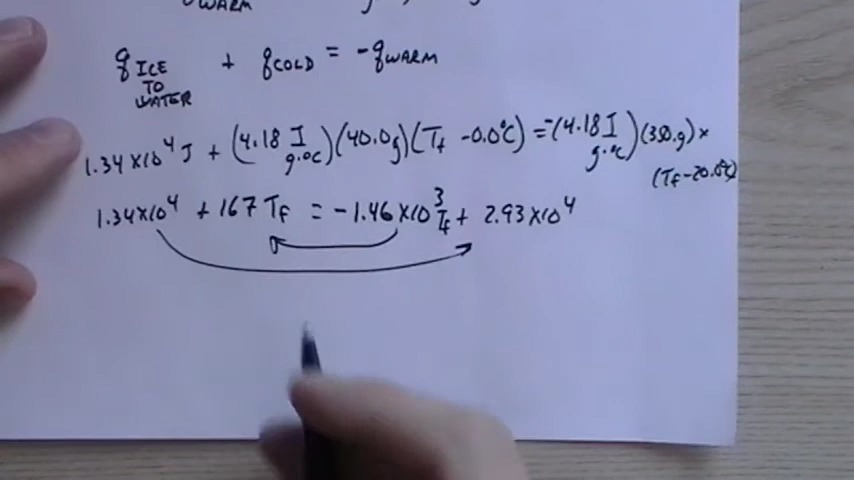 WARM
q ICE TO WATER + q COLD = -q WARM
1.34×10⁴ J + (4.18 J/g·°C)(40.0g)(Tf -0.0°C) = -(4.18 J/g·°C)(350.g)×
(Tf-20.0°C)
1.34×10⁴ + 167 Tf = -1.46×10³ Tf + 2.93×10⁴